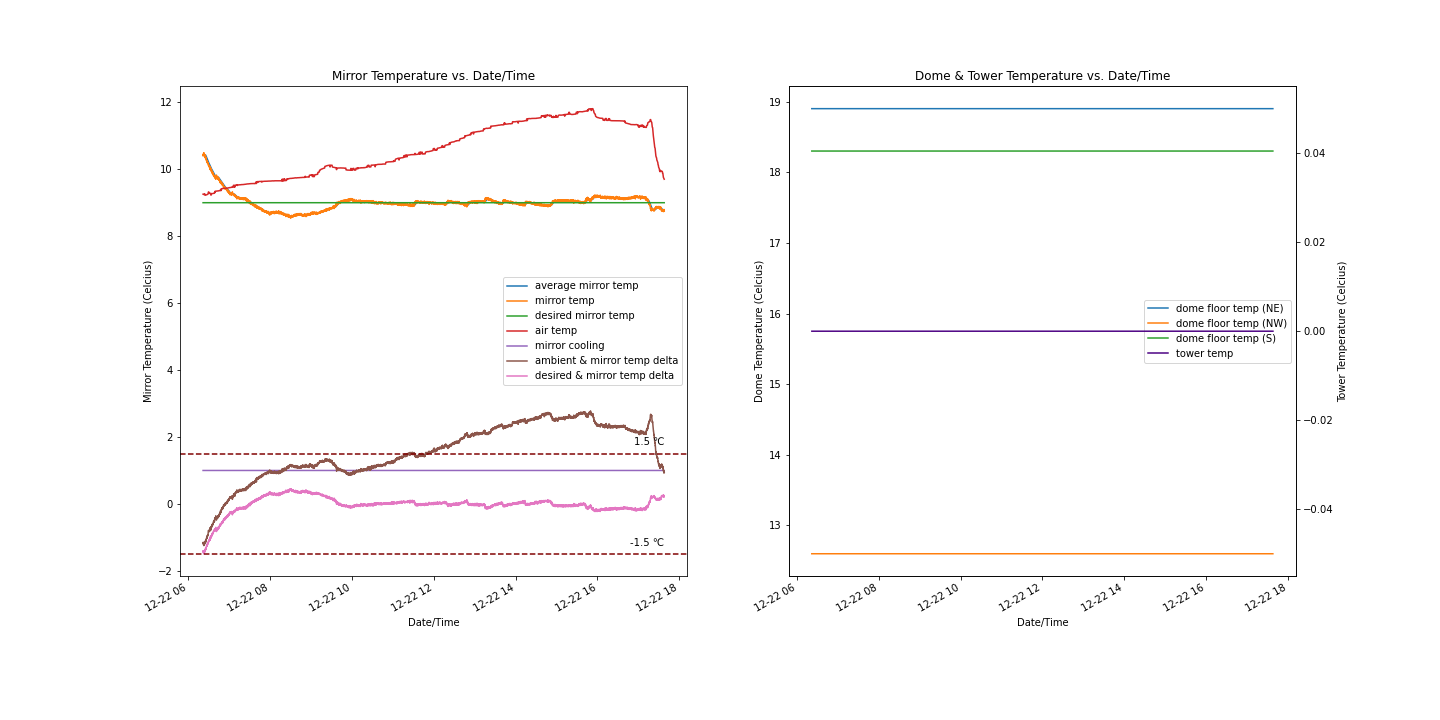 Mirror Temperature vs. Date/Time
12
10
8
6
4
2
0
−2
Mirror Temperature (Celcius)
average mirror temp
mirror temp
desired mirror temp
air temp
mirror cooling
ambient & mirror temp delta
desired & mirror temp delta
1.5 °C
-1.5 °C
12-22 06
12-22 08
12-22 10
12-22 12
12-22 14
12-22 16
12-22 18
Date/Time
Dome & Tower Temperature vs. Date/Time
19
18
17
16
15
14
13
Dome Temperature (Celcius)
dome floor temp (NE)
dome floor temp (NW)
dome floor temp (S)
tower temp
0.04
0.02
0.00
−0.02
−0.04
Tower Temperature (Celcius)
12-22 06
12-22 08
12-22 10
12-22 12
12-22 14
12-22 16
12-22 18
Date/Time